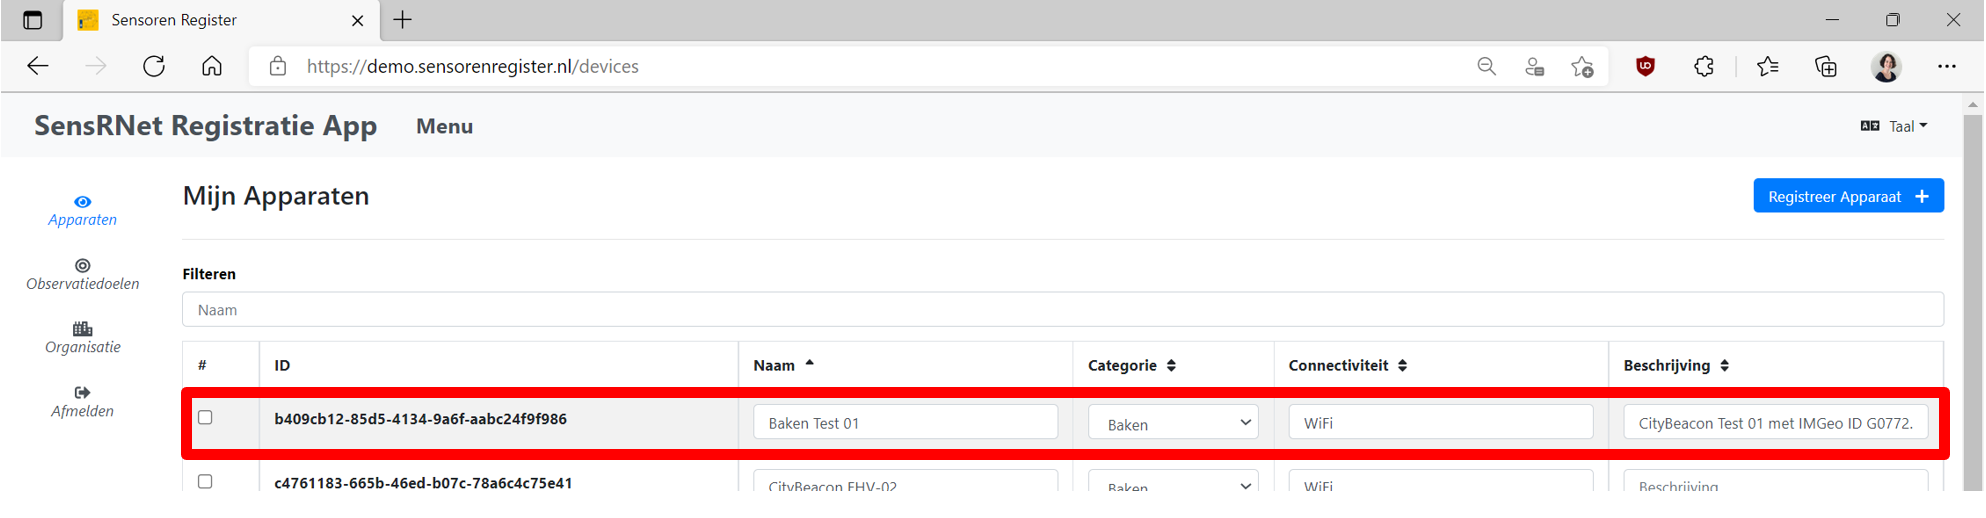 Sensoren Register
https://demo.sensorenregister.nl/devices
SensRNet Registratie App Menu Taal
Mijn Apparaten
Registreer Apparaat +
Apparaten
Observatiedoelen
Organisatie
Afmelden
Filteren
Naam
# ID Naam Categorie Connectiviteit Beschrijving
b409cb12-85d5-4134-9a6f-aabc24f9f986 Baken Test 01 Baken WiFi CityBeacon Test 01 met IMGeo ID G0772.
c4761183-665b-46ed-b07c-78a6c4c75e41 CityBeacon EHV-02 Baken WiFi Beschrijving